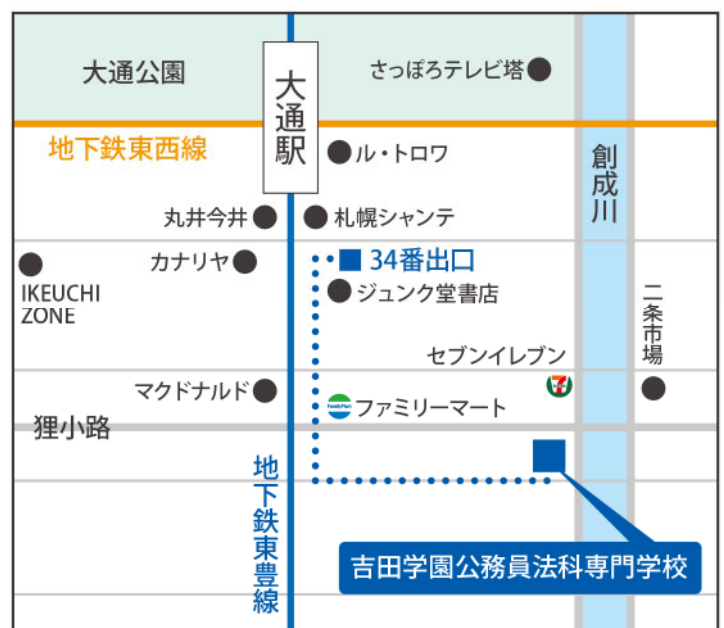 大通公園
さっぽろテレビ塔
大通駅
地下鉄東西線
ル・トロワ
創成川
丸井今井
札幌シャンテ
カナリヤ
34番出口
IKEUCHI
ZONE
ジュンク堂書店
二条市場
セブンイレブン
7
マクドナルド
FamilyMart
ファミリーマート
狸小路
地下鉄東豊線
吉田学園公務員法科専門学校